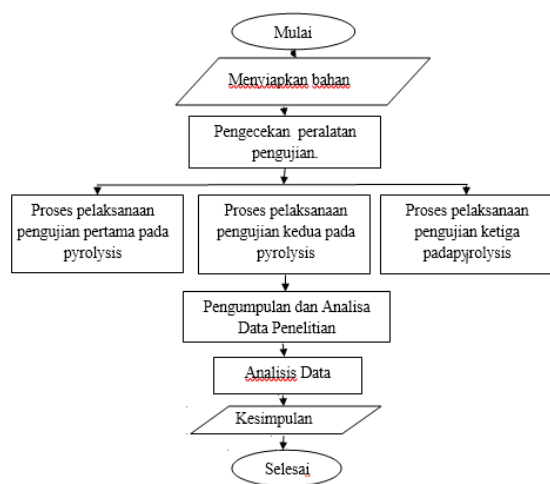 Mulai
Menyiapkan bahan
Pengecekan peralatan
pengujian.
Proses pelaksanaan
pengujian pertama pada
pyrolysis
Proses pelaksanaan
pengujian kedua pada
pyrolysis
Proses pelaksanaan
pengujian ketiga
padapyrolysis
Pengumpulan dan Analisa
Data Penelitian
Analisis Data
Kesimpulan
Selesai